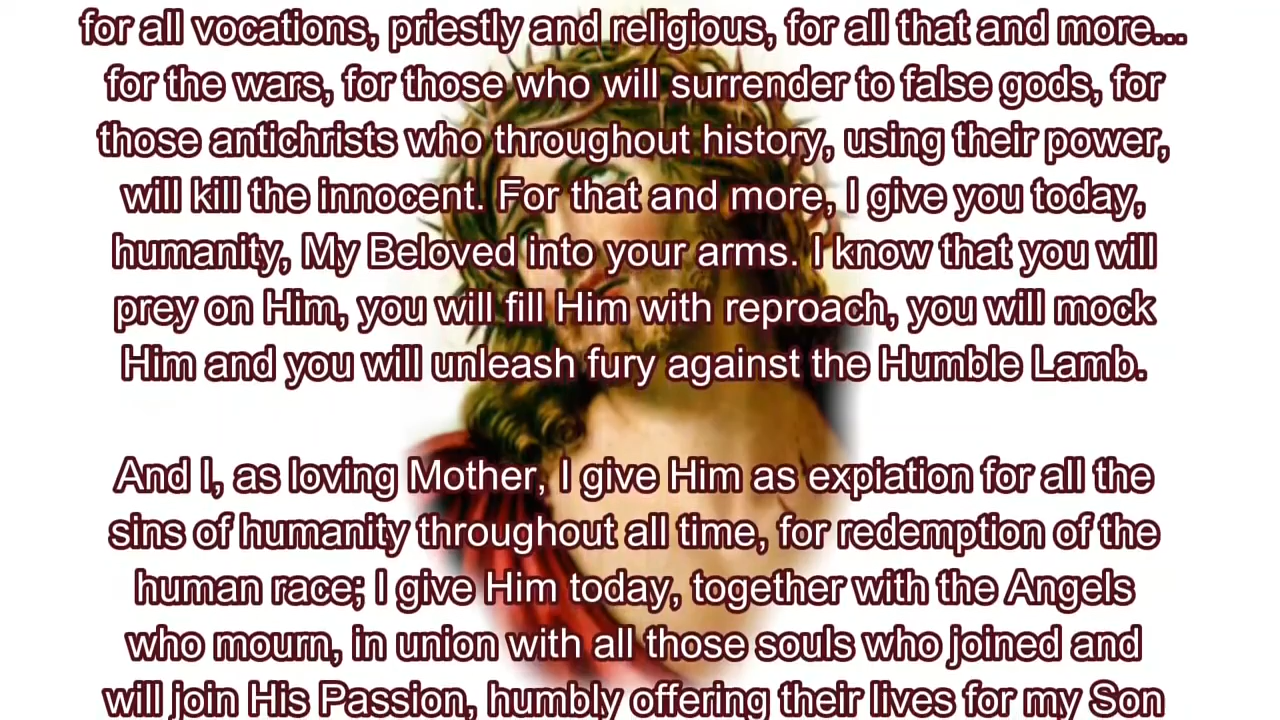 for all vocations, priestly and religious, for all that and more...
for the wars, for those who will surrender to false gods, for
those antichrists who throughout history, using their power,
will kill the innocent. For that and more, I give you today,
humanity, My Beloved into your arms. I know that you will
prey on Him, you will fill Him with reproach, you will mock
Him and you will unleash fury against the Humble Lamb.
And I, as loving Mother, I give Him as expiation for all the
sins of humanity throughout all time, for redemption of the
human race; I give Him today, together with the Angels
who mourn, in union with all those souls who joined and
will join His Passion, humbly offering their lives for my Son